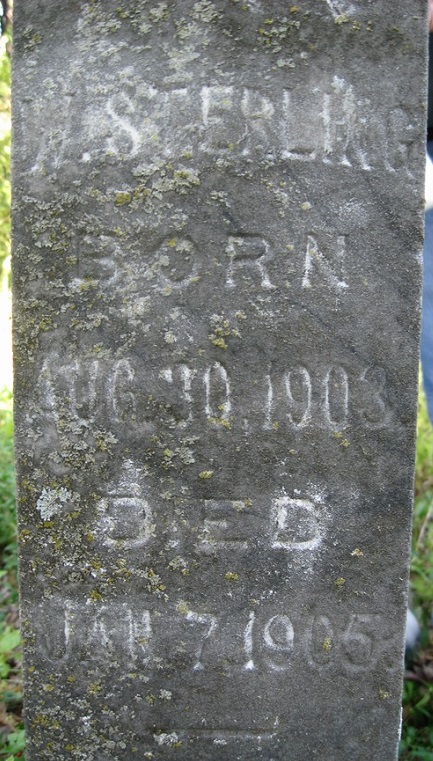 W. STERLING
BORN
AUG. 30, 1903
DIED
JAN. 7, 1905.